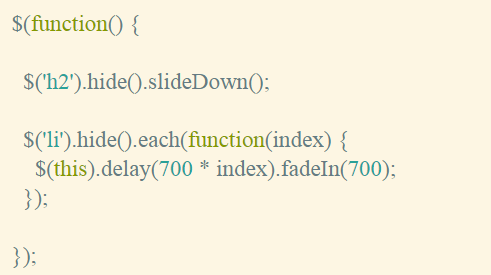 $(function() {
$('h2').hide().slideDown();
$('li').hide().each(function(index) {
$(this).delay(700 * index).fadeIn(700);
});
});